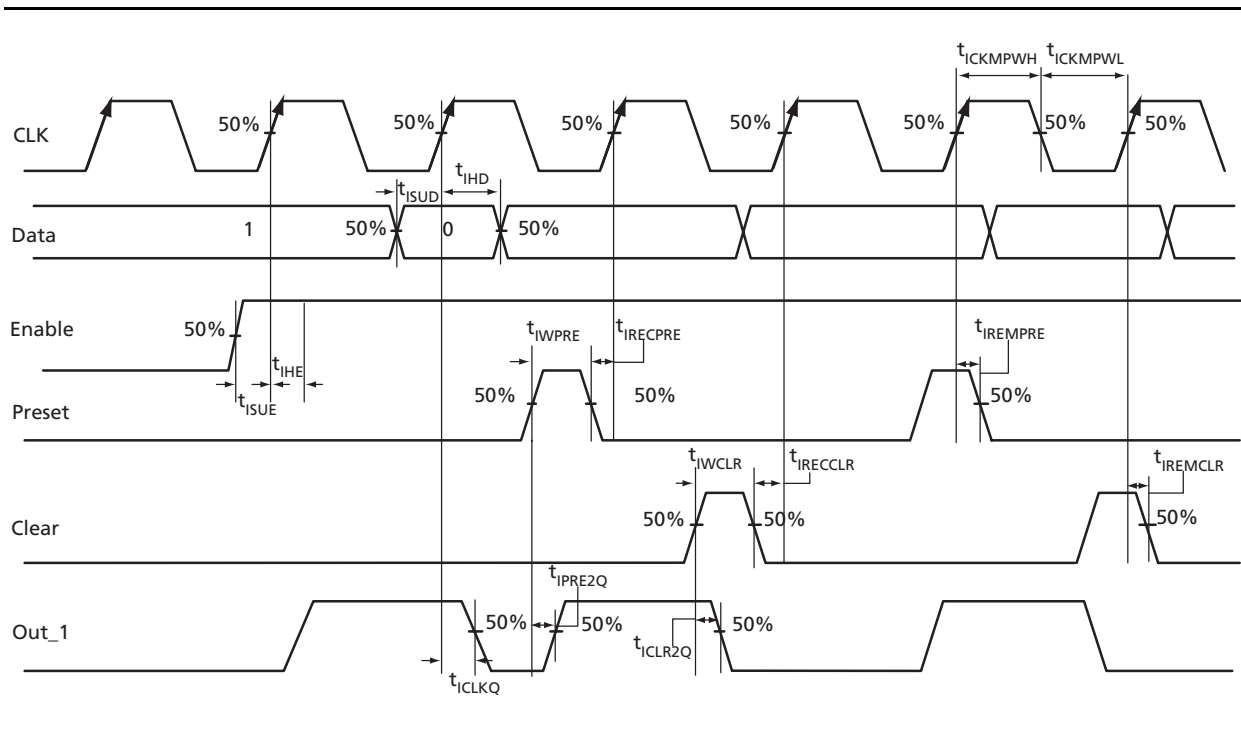 tICKMPWH tICKMPWL
CLK 50% 50% 50% 50% 50% 50% 50%
tISUD tIHD
Data 1 50% 0 50%
Enable 50% tIWPRE tIRECPRE tIREMPRE
tIHE
tISUE
Preset 50% 50% 50%
tIWCLR tIRECCLR tIREMCLR
Clear 50% 50% 50%
tIPRE2Q
Out_1 50% 50% 50%
tICLR2Q
tICLKQ